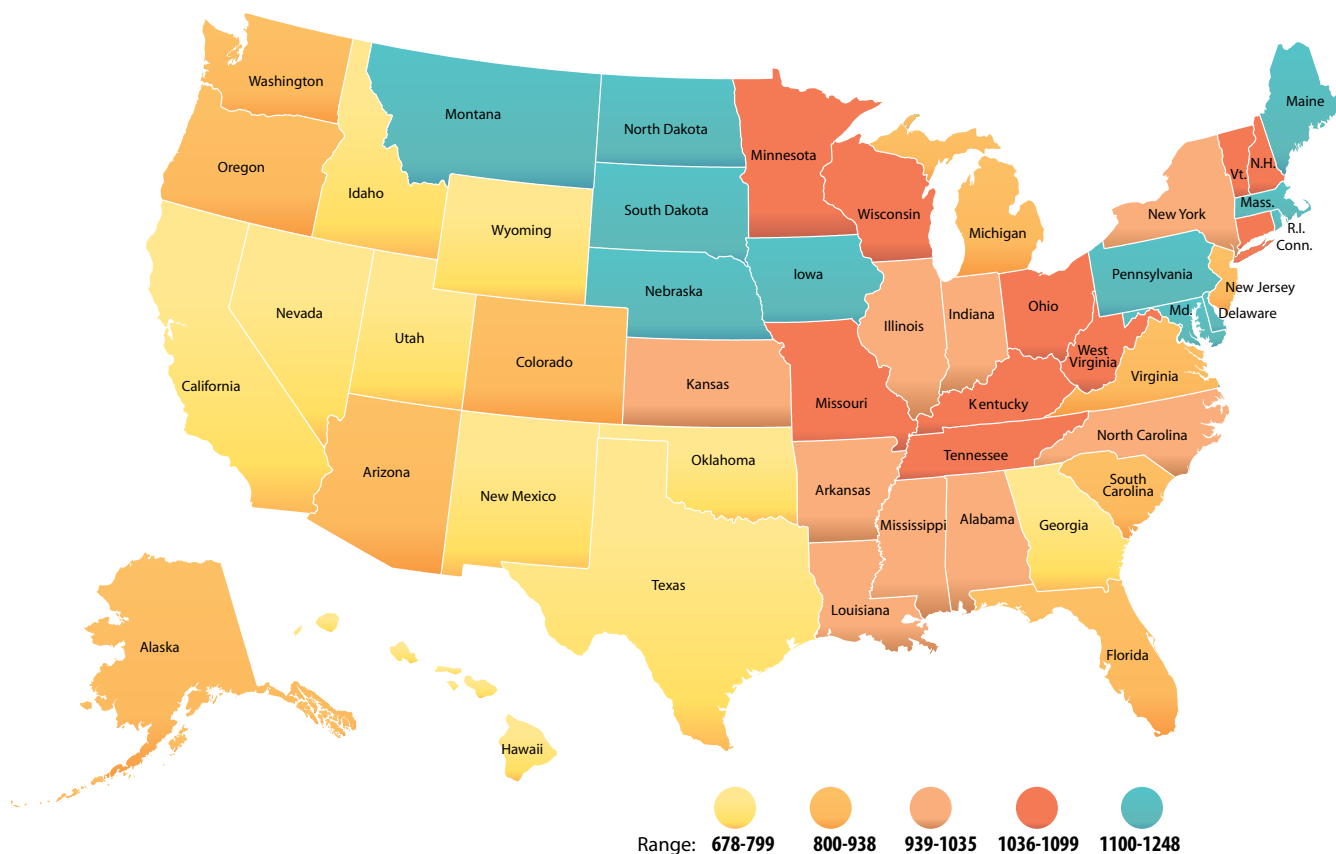 Washington
Montana
North Dakota
Minnesota
Maine
Oregon
Idaho
Vt.
N.H.
Wyoming
South Dakota
Wisconsin
Michigan
New York
Mass.
R.I.
Conn.
Nevada
Nebraska
Iowa
Pennsylvania
New Jersey
Utah
Colorado
Illinois
Indiana
Ohio
Md.
Delaware
California
Kansas
Missouri
Kentucky
West
Virginia
Virginia
Arizona
New Mexico
Oklahoma
Arkansas
Tennessee
North Carolina
South
Carolina
Texas
Mississippi
Alabama
Georgia
Louisiana
Alaska
Florida
Hawaii
Range: 678-799 800-938 939-1035 1036-1099 1100-1248